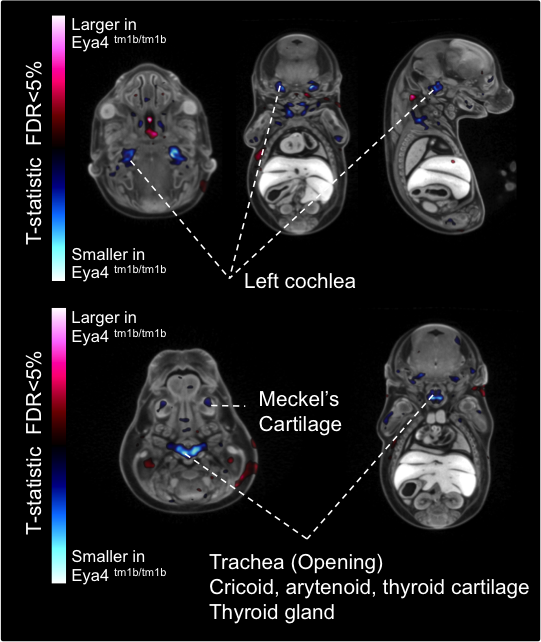 Larger in
Eya4 tm1b/tm1b
T-statistic FDR<5%
Smaller in
Eya4 tm1b/tm1b
Left cochlea
Larger in
Eya4 tm1b/tm1b
T-statistic FDR<5%
Meckel's
Cartilage
Smaller in
Eya4 tm1b/tm1b
Trachea (Opening)
Cricoid, arytenoid, thyroid cartilage
Thyroid gland